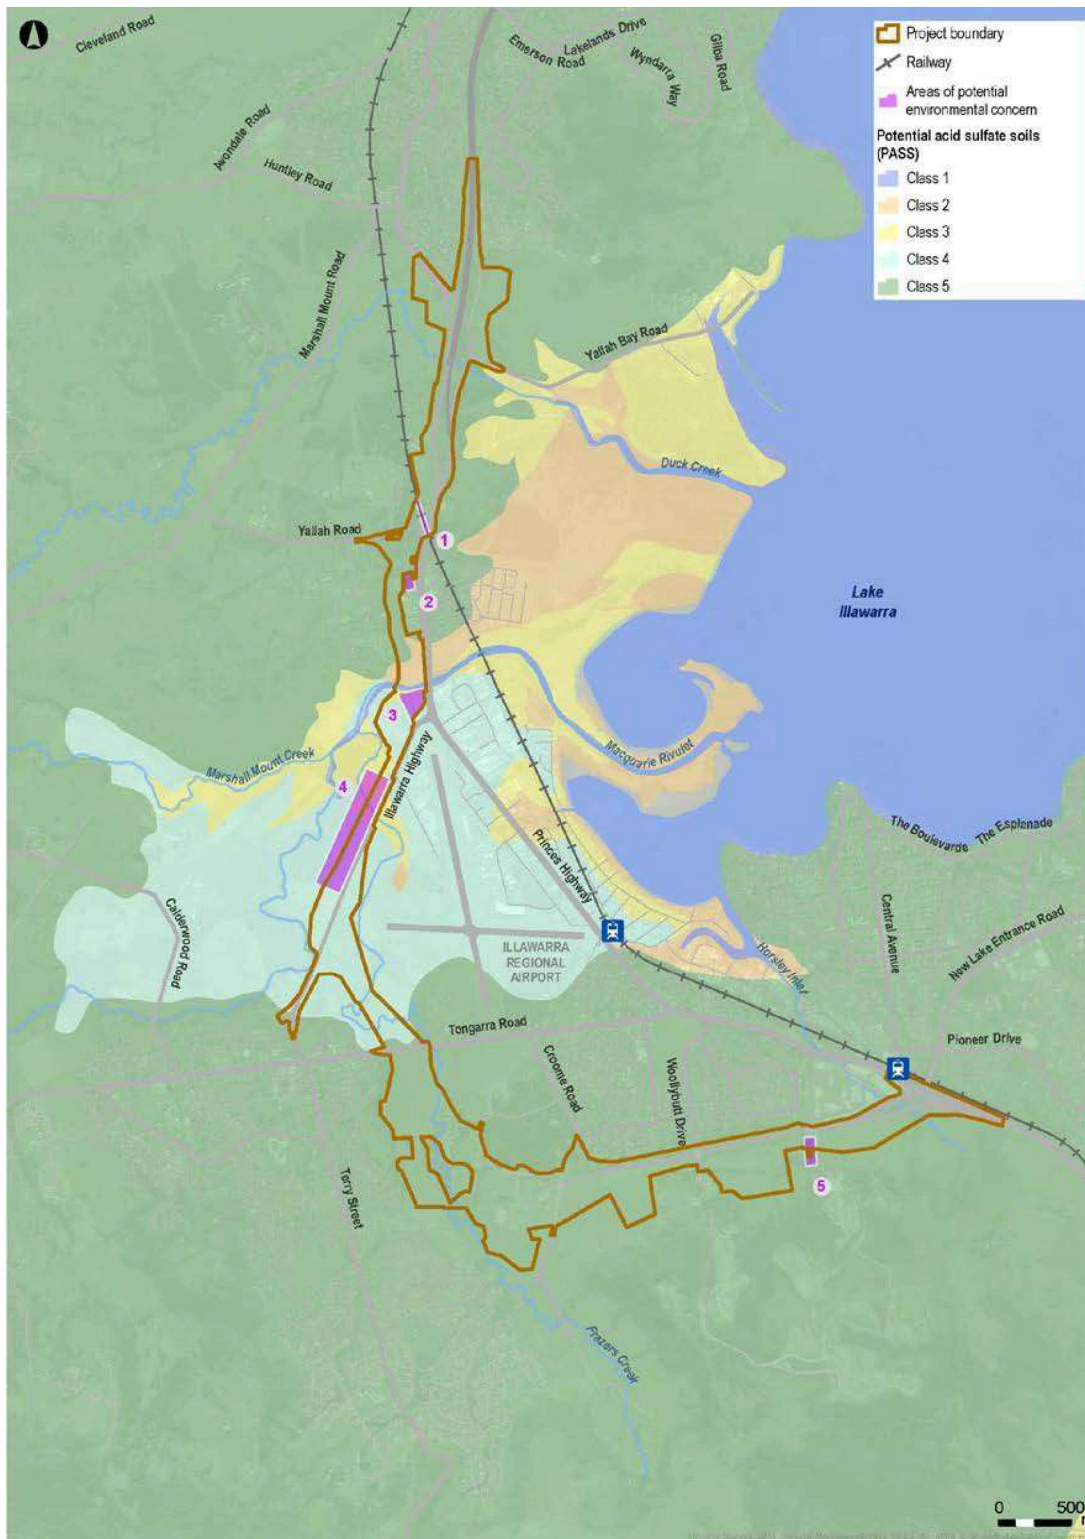 Cleveland Road
Emerson Road
Lakelands Drive
Wyndarra
Way
Gilba Road
Project boundary
Railway
Areas of potential
environmental concern
Potential acid sulfate soils
(PASS)
Class 1
Class 2
Class 3
Class 4
Class 5
Avondale Road
Huntley Road
Marshall Mount Road
Yallah Bay Road
Duck Creek
Yallah Road
1
2
Lake
Illawarra
3
Macquarie Rivulet
Marshall Mount Creek
Illawarra Highway
4
Princes Highway
The Boulevarde
The Esplanade
Calderwood Road
Central Avenue
New Lake Entrance Road
ILLAWARRA
REGIONAL
AIRPORT
Horsley Inlet
Tongarra Road
Pioneer Drive
Croome Road
Woollybutt Drive
5
Terry Street
Frazers Creek
0 500